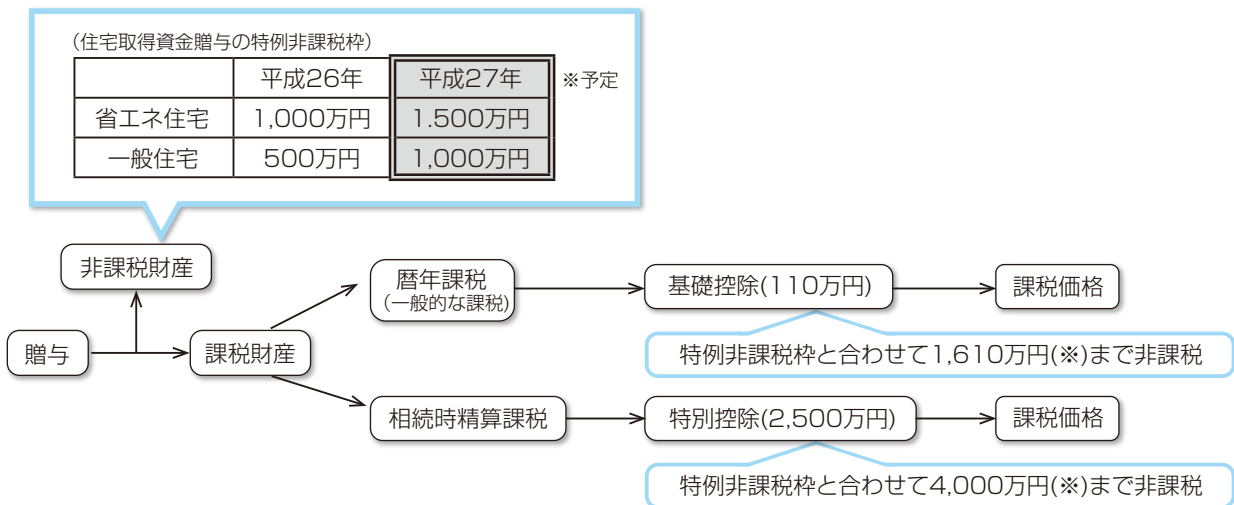 (住宅取得資金贈与の特例非課税枠)
平成26年 平成27年 ※予定
省エネ住宅 1,000万円 1.500万円
一般住宅 500万円 1,000万円
非課税財産
贈与
課税財産
暦年課税
(一般的な課税)
基礎控除(110万円)
課税価格
特例非課税枠と合わせて1,610万円(※)まで非課税
相続時精算課税
特別控除(2,500万円)
課税価格
特例非課税枠と合わせて4,000万円(※)まで非課税